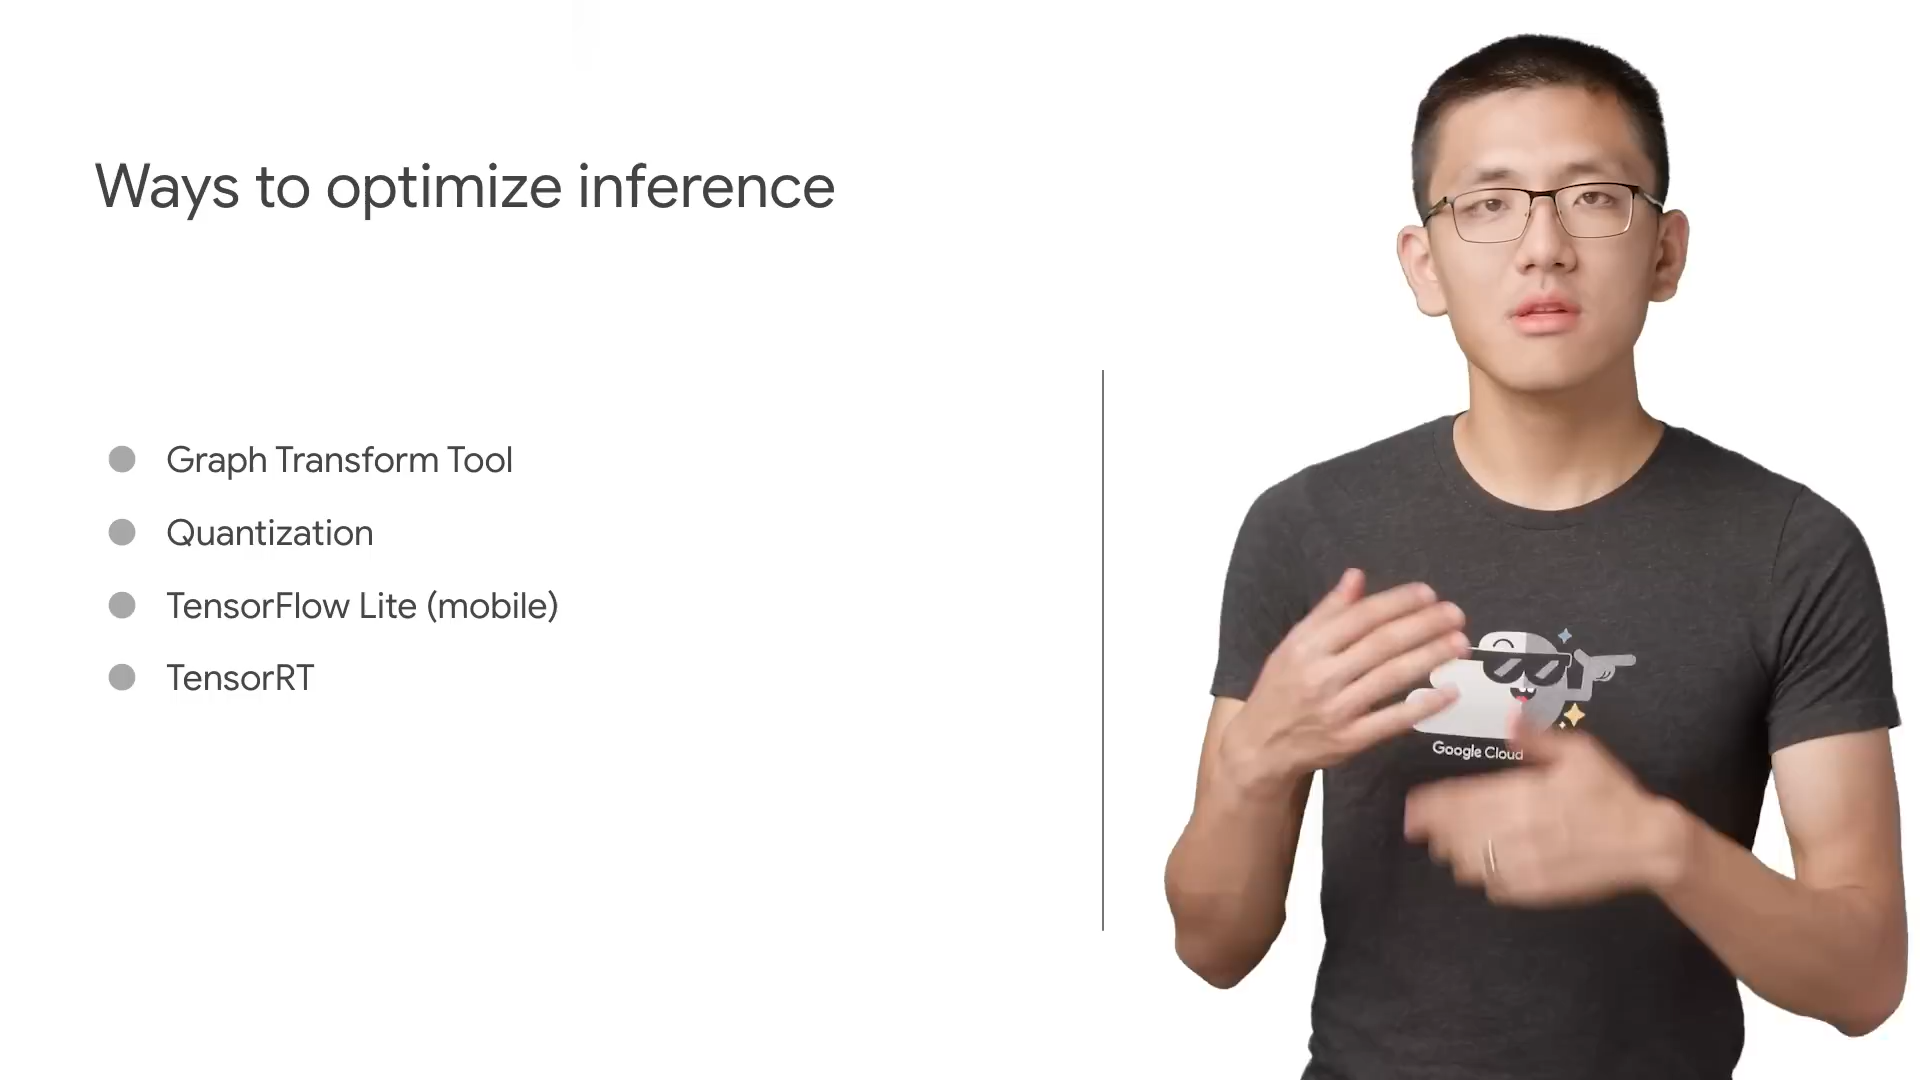 Ways to optimize inference
Graph Transform Tool
Quantization
TensorFlow Lite (mobile)
TensorRT
Google Cloud